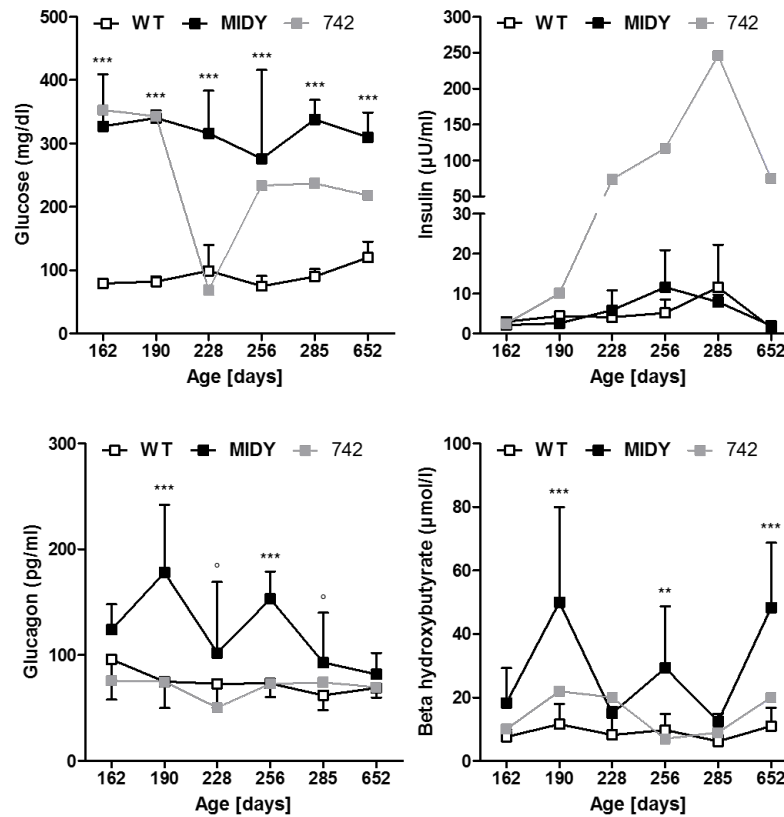 WT MIDY 742
500
400
300
200
100
0
Glucose (mg/dl)
*** *** *** *** *** ***
162 190 228 256 285 652
Age [days]
WT MIDY 742
300
250
200
150
100
50
30
20
10
0
Insulin (µU/ml)
162 190 228 256 285 652
Age [days]
WT MIDY 742
300
200
100
0
Glucagon (pg/ml)
*** ° *** °
162 190 228 256 285 652
Age [days]
WT MIDY 742
100
80
60
40
20
0
Beta hydroxybutyrate (µmol/l)
*** ** ***
162 190 228 256 285 652
Age [days]